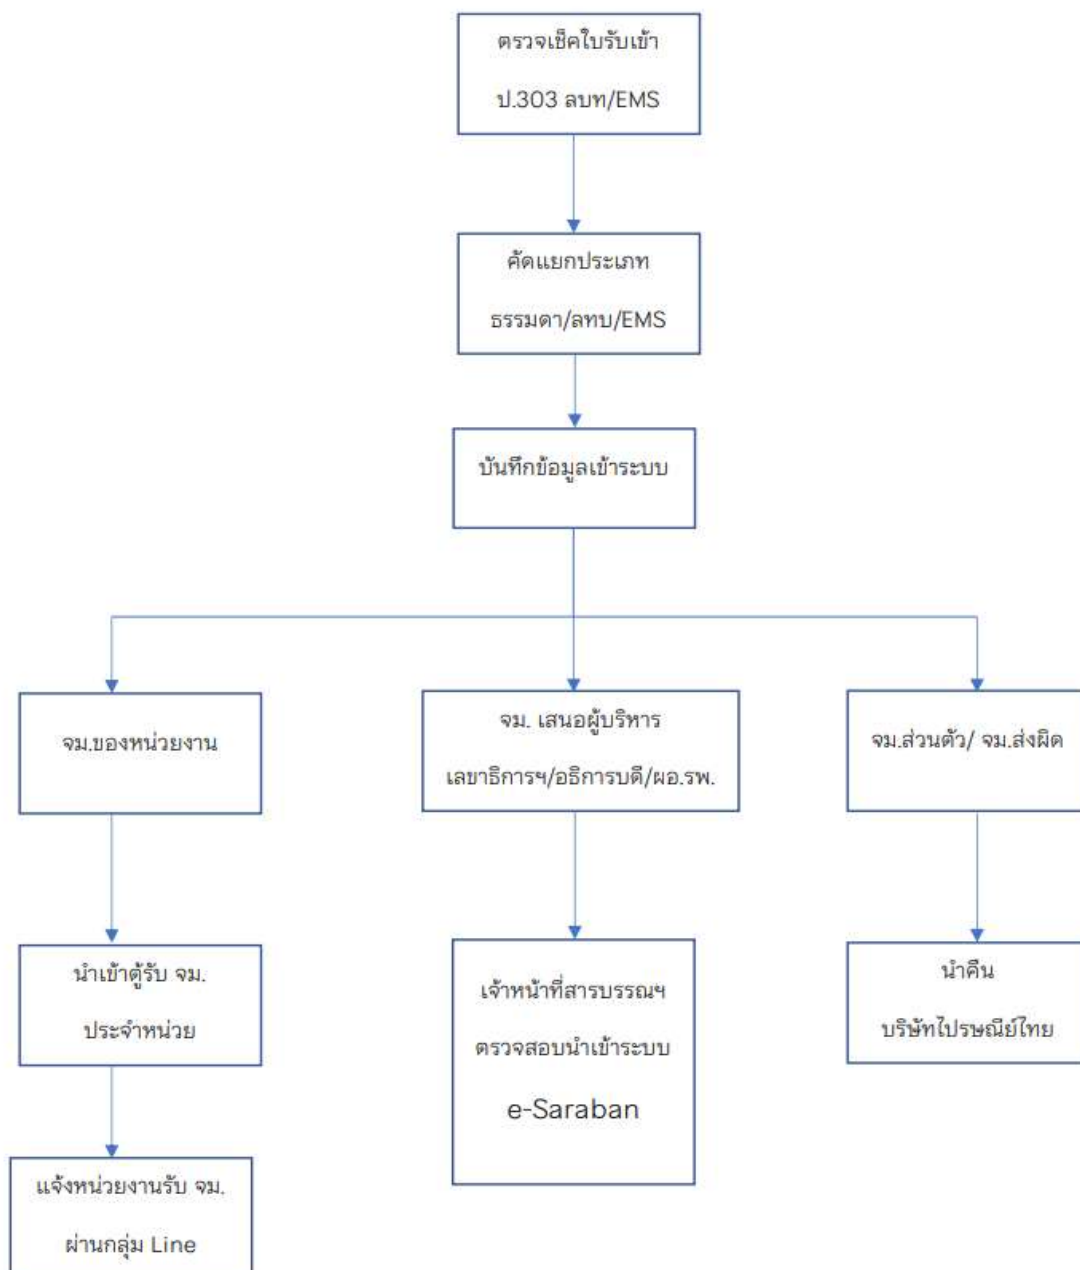 ตรวจเช็คใบรับเข้า
ป.303 ลบท/EMS
คัดแยกประเภท
ธรรมดา/ลทบ/EMS
บันทึกข้อมูลเข้าระบบ
จม.ของหน่วยงาน
จม. เสนอผู้บริหาร
เลขาธิการฯ/อธิการบดี/ผอ.รพ.
จม.ส่วนตัว/ จม.ส่งผิด
นำเข้าตู้รับ จม.
ประจำหน่วย
เจ้าหน้าที่สารบรรณฯ
ตรวจสอบนำเข้าระบบ
e-Saraban
นำคืน
บริษัทไปรษณีย์ไทย
แจ้งหน่วยงานรับ จม.
ผ่านกลุ่ม Line